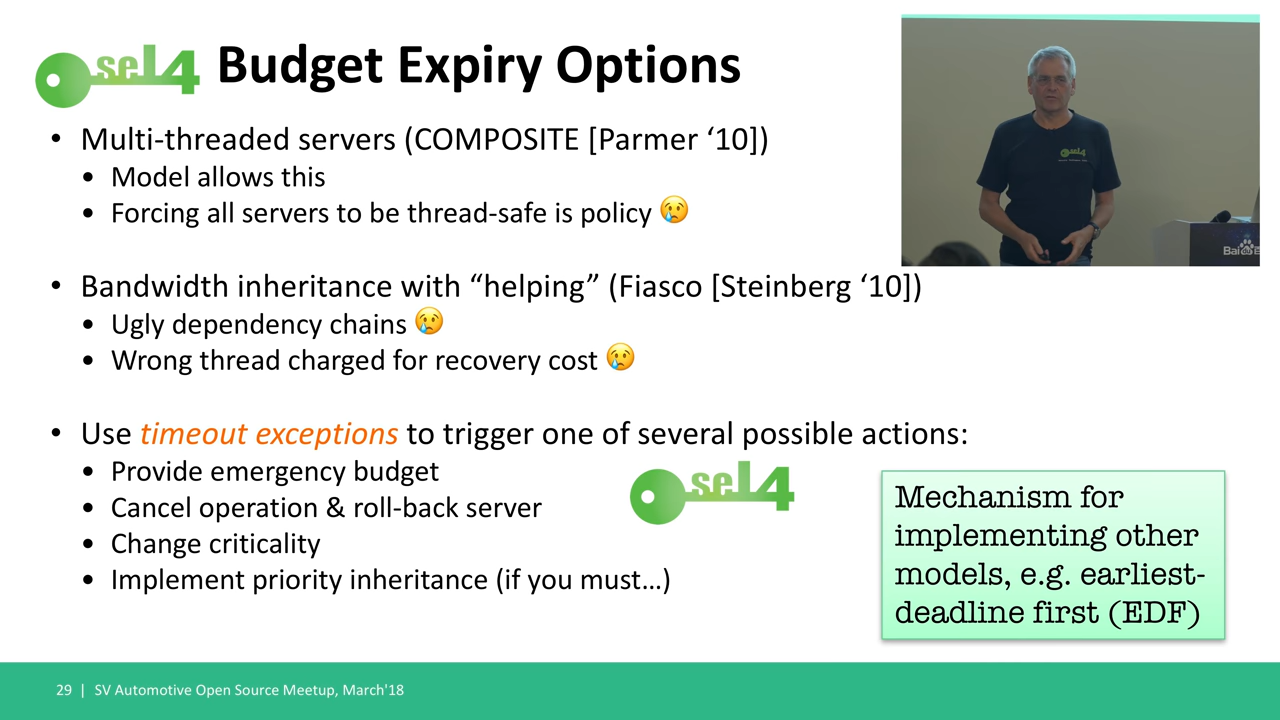 seL4 Budget Expiry Options
• Multi-threaded servers (COMPOSITE [Parmer ‘10])
• Model allows this
• Forcing all servers to be thread-safe is policy 😢
• Bandwidth inheritance with “helping” (Fiasco [Steinberg ‘10])
• Ugly dependency chains 😢
• Wrong thread charged for recovery cost 😢
• Use timeout exceptions to trigger one of several possible actions:
• Provide emergency budget
• Cancel operation & roll-back server
• Change criticality
• Implement priority inheritance (if you must…)
seL4
Mechanism for
implementing other
models, e.g. earliest-
deadline first (EDF)
seL4
29 | SV Automotive Open Source Meetup, March'18